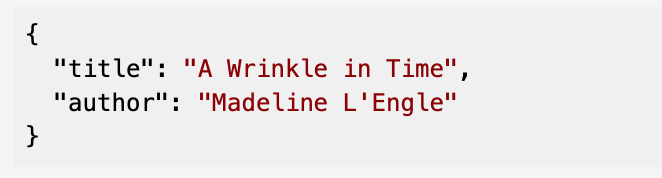 {
"title": "A Wrinkle in Time",
"author": "Madeline L'Engle"
}